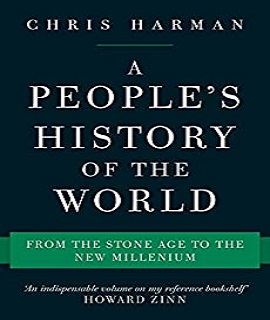 CHRIS HARMAN
A
PEOPLE'S
HISTORY
OF THE
WORLD
FROM THE STONE AGE TO THE
NEW MILLENIUM
'An indispensable volume on my reference bookshelf'
HOWARD ZINN